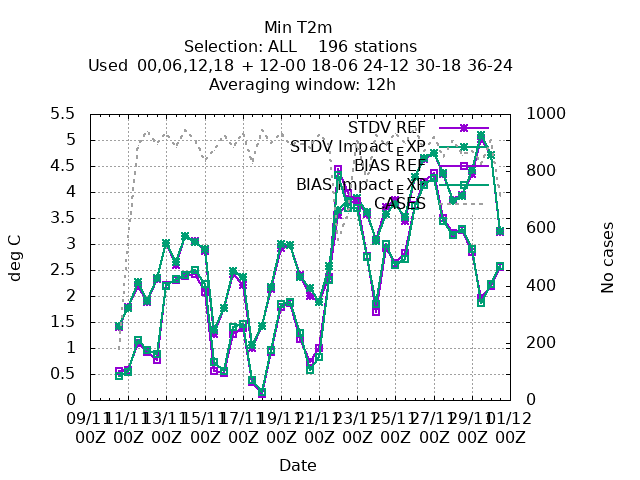 Min T2m
Selection: ALL    196 stations
Used  00,06,12,18 + 12-00 18-06 24-12 30-18 36-24
Averaging window: 12h
STDV REF
STDV Impact_EXP
BIAS REF
BIAS Impact_EXP
CASES
5.5
5
4.5
4
3.5
3
2.5
2
1.5
1
0.5
0
1000
800
600
400
200
0
deg C
No cases
09/11 11/11 13/11 15/11 17/11 19/11 21/11 23/11 25/11 27/11 29/11 01/12
00Z 00Z 00Z 00Z 00Z 00Z 00Z 00Z 00Z 00Z 00Z 00Z
Date